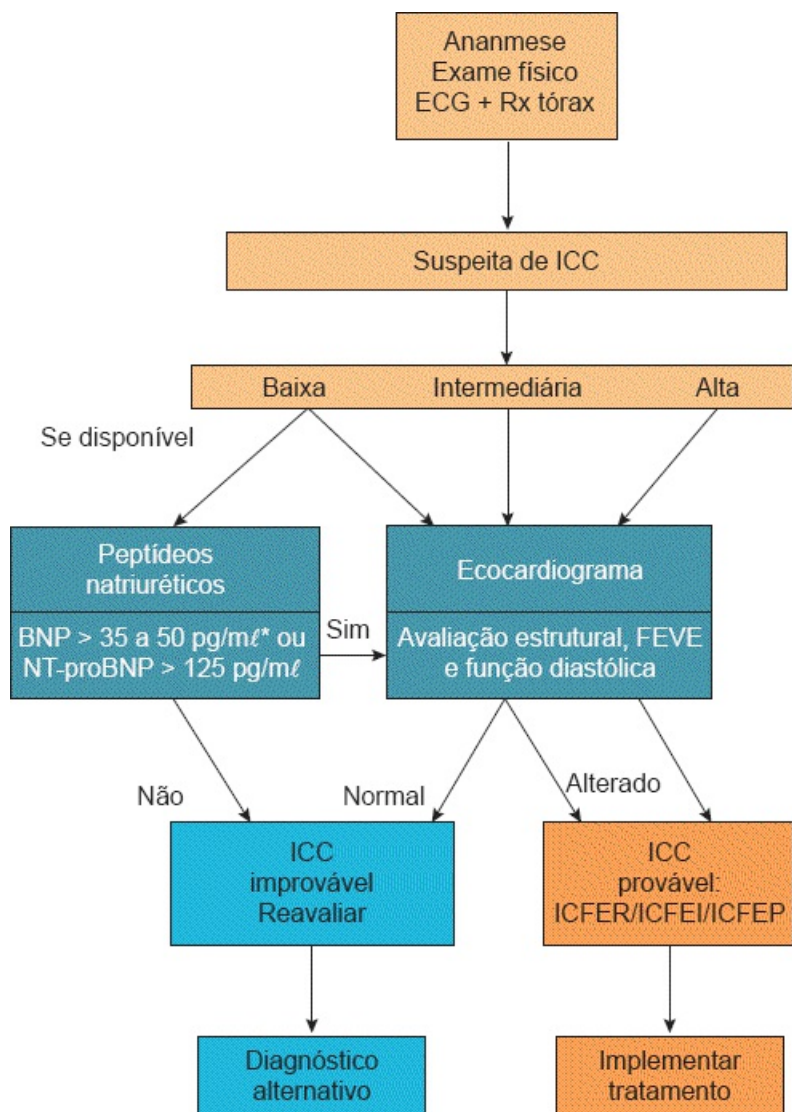 Ananmese
Exame físico
ECG + Rx tórax
Suspeita de ICC
Baixa Intermediária Alta
Se disponível
Peptídeos
natriuréticos
BNP > 35 a 50 pg/mℓ* ou
NT-proBNP > 125 pg/mℓ
Sim
Ecocardiograma
Avaliação estrutural, FEVE
e função diastólica
Não
Normal
Alterado
ICC
improvável
Reavaliar
ICC
provável:
ICFER/ICFEI/ICFEP
Diagnóstico
alternativo
Implementar
tratamento